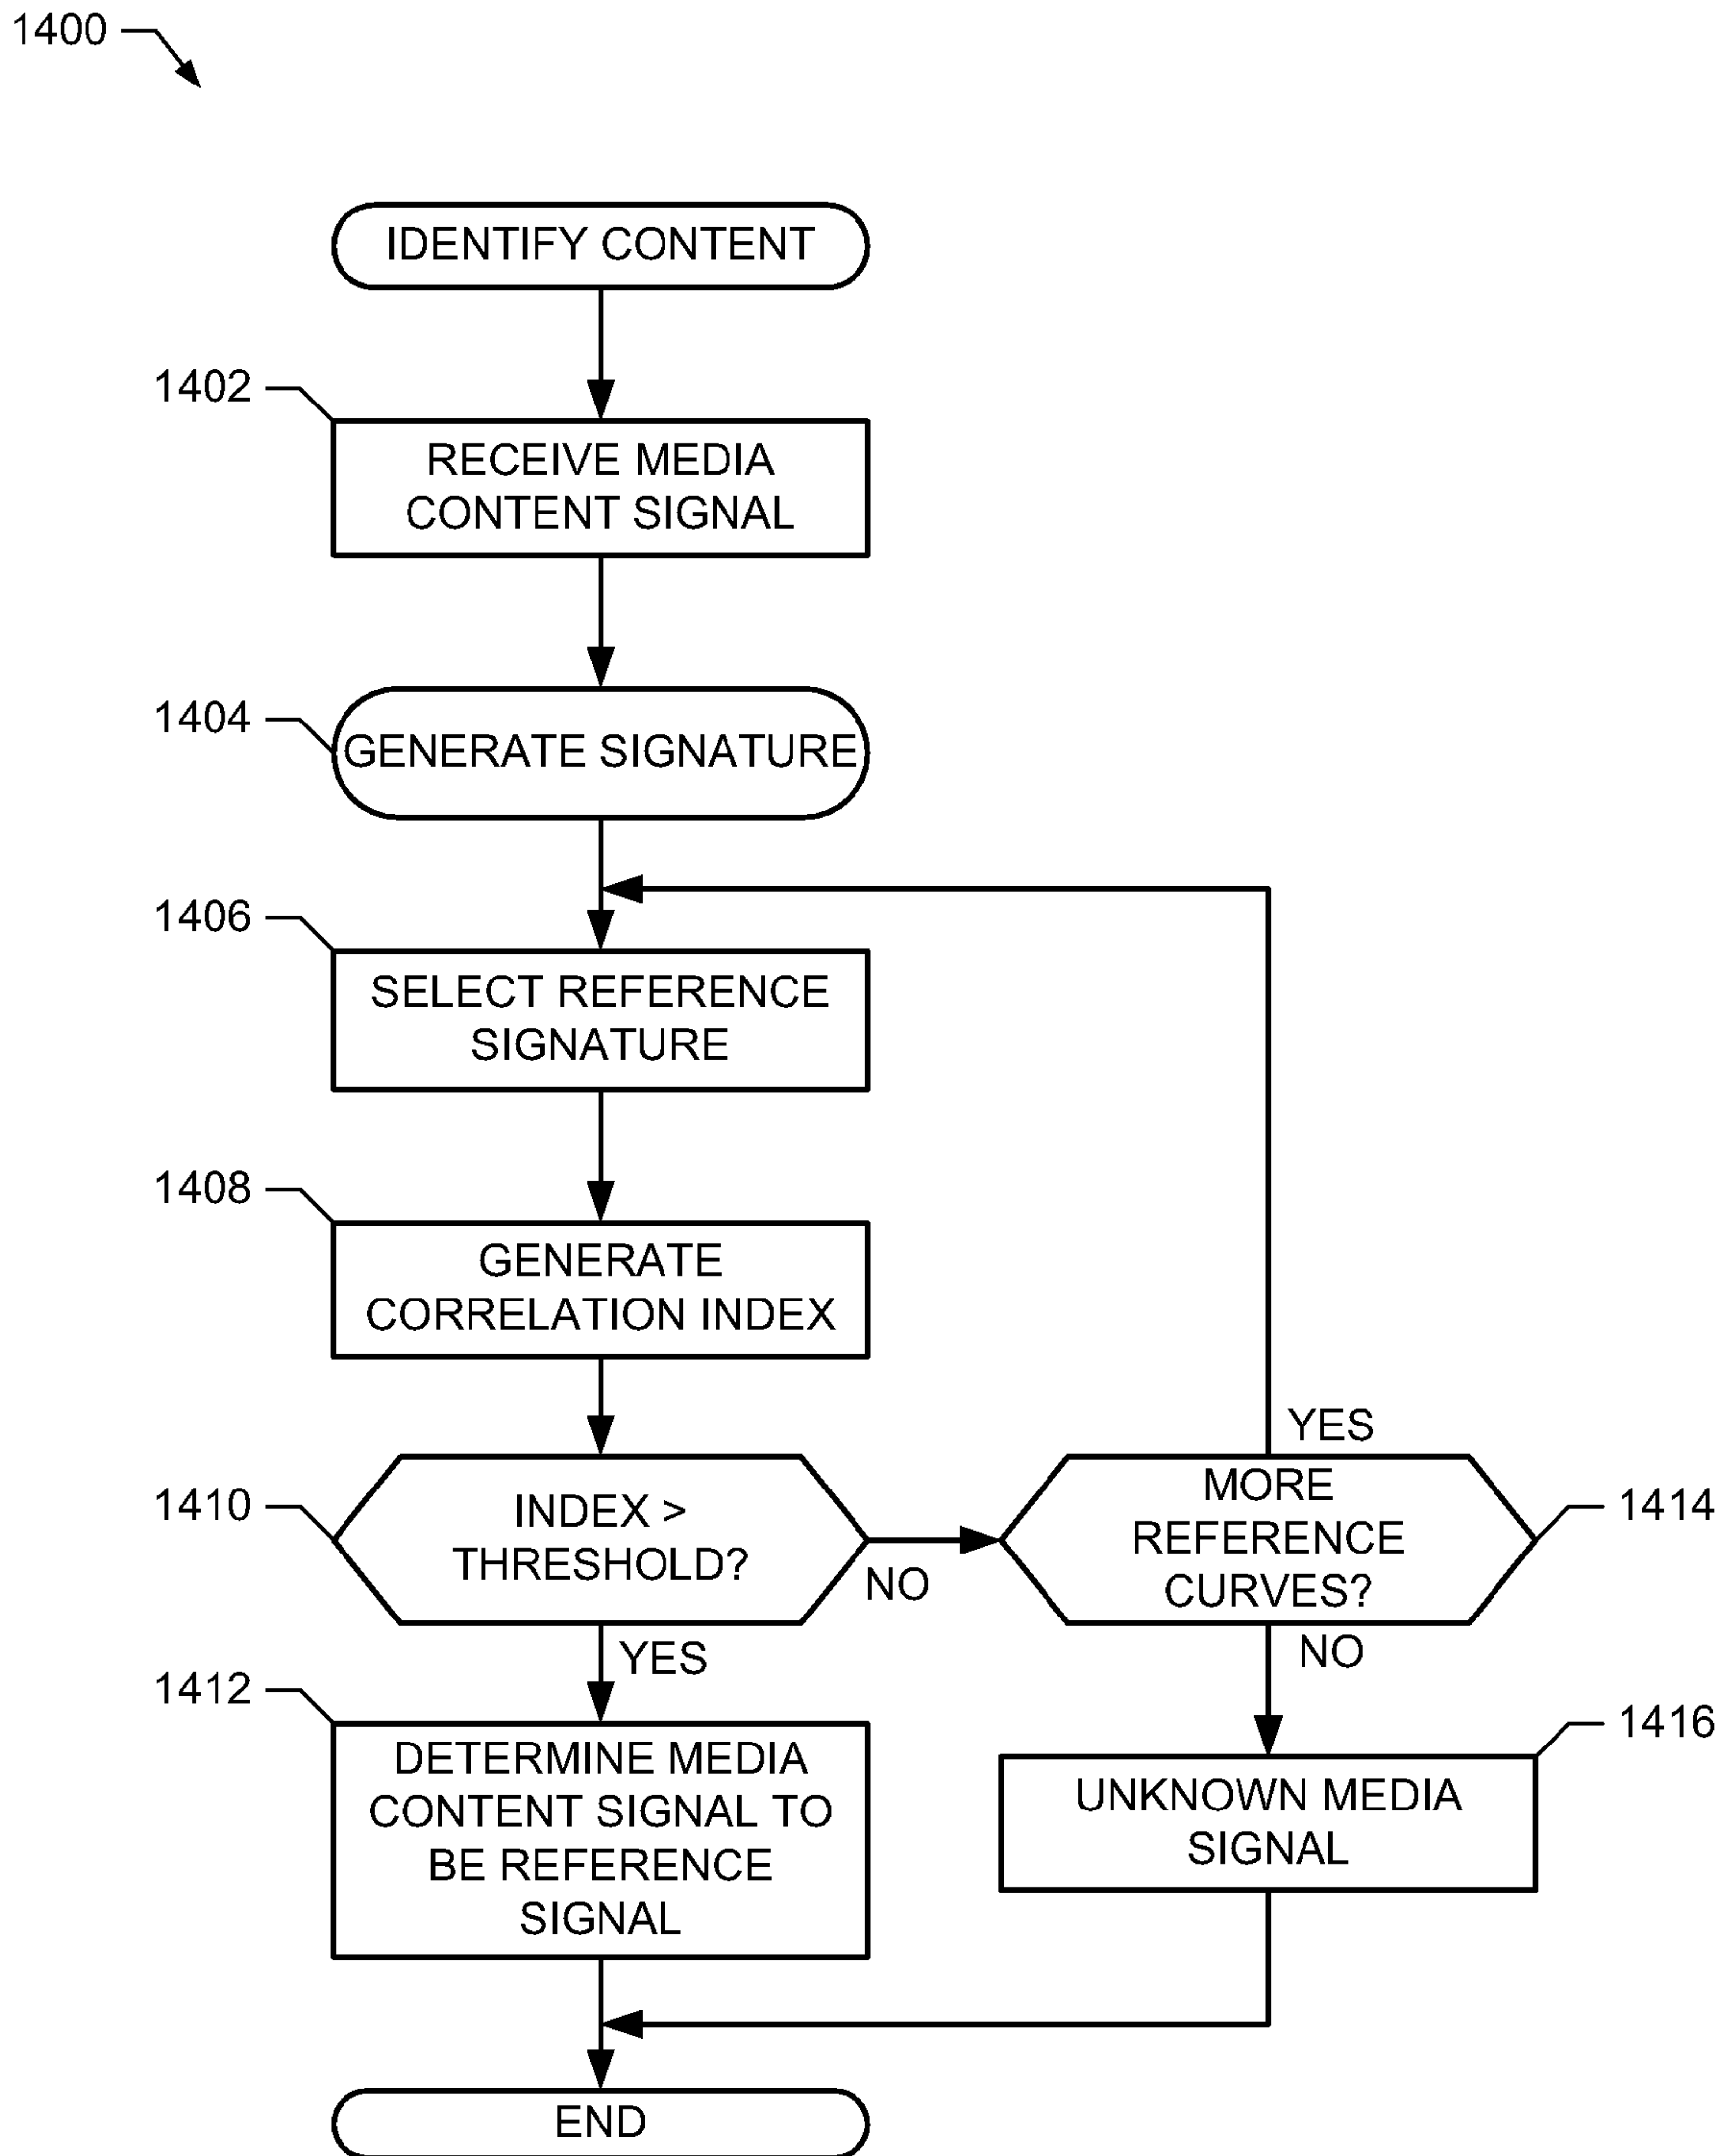 1400
IDENTIFY CONTENT
1402
RECEIVE MEDIA
CONTENT SIGNAL
1404
GENERATE SIGNATURE
1406
SELECT REFERENCE
SIGNATURE
1408
GENERATE
CORRELATION INDEX
1410
INDEX >
THRESHOLD?
NO
YES
MORE
REFERENCE
CURVES?
1414
YES
NO
1412
DETERMINE MEDIA
CONTENT SIGNAL TO
BE REFERENCE
SIGNAL
1416
UNKNOWN MEDIA
SIGNAL
END